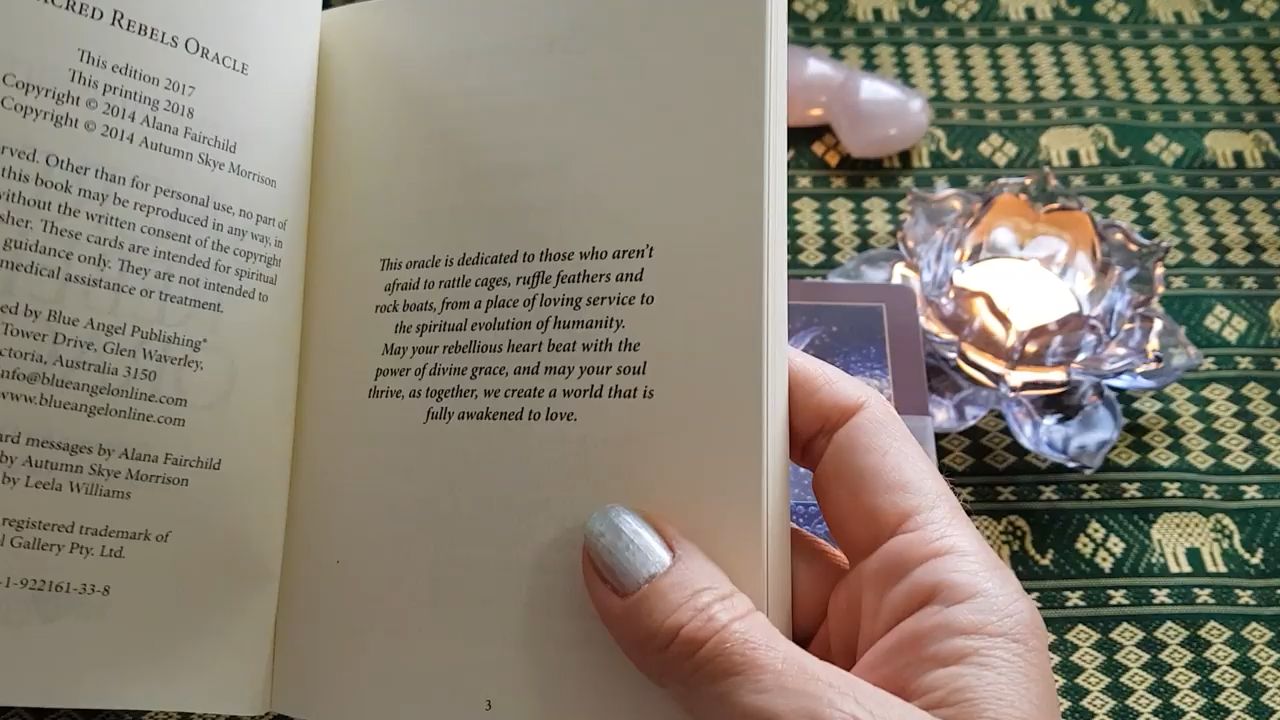 ACRED REBELS ORACLE
This edition 2017
This printing 2018
Copyright © 2014 Alana Fairchild
Copyright © 2014 Autumn Skye Morrison
rved. Other than for personal use, no part of
this book may be reproduced in any way, in
without the written consent of the copyright
sher. These cards are intended for spiritual
guidance only. They are not intended to
medical assistance or treatment.
ed by Blue Angel Publishing®
Tower Drive, Glen Waverley,
ctoria, Australia 3150
info@blueangelonline.com
www.blueangelonline.com
ard messages by Alana Fairchild
by Autumn Skye Morrison
by Leela Williams
registered trademark of
l Gallery Pty. Ltd.
-1-922161-33-8
This oracle is dedicated to those who aren't
afraid to rattle cages, ruffle feathers and
rock boats, from a place of loving service to
the spiritual evolution of humanity.
May your rebellious heart beat with the
power of divine grace, and may your soul
thrive, as together, we create a world that is
fully awakened to love.
3